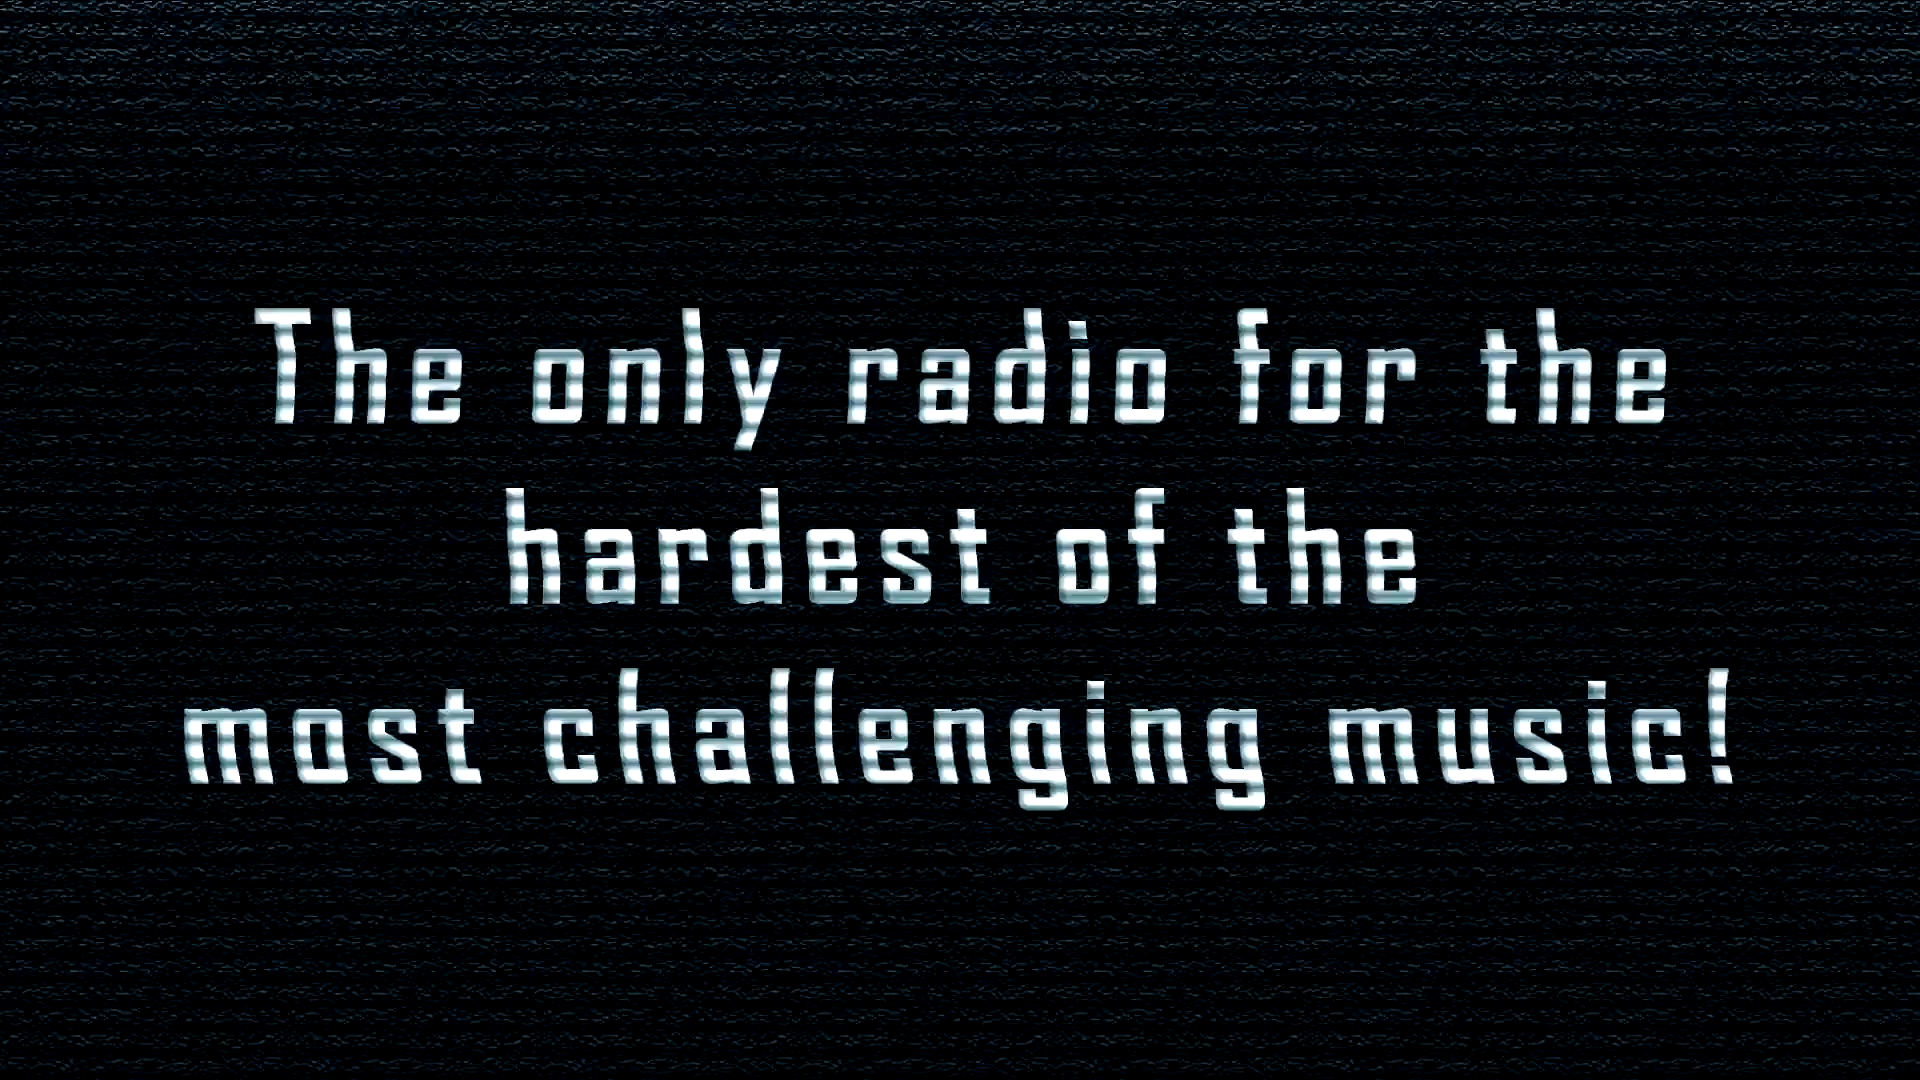 The only radio for the
hardest of the
most challenging music!